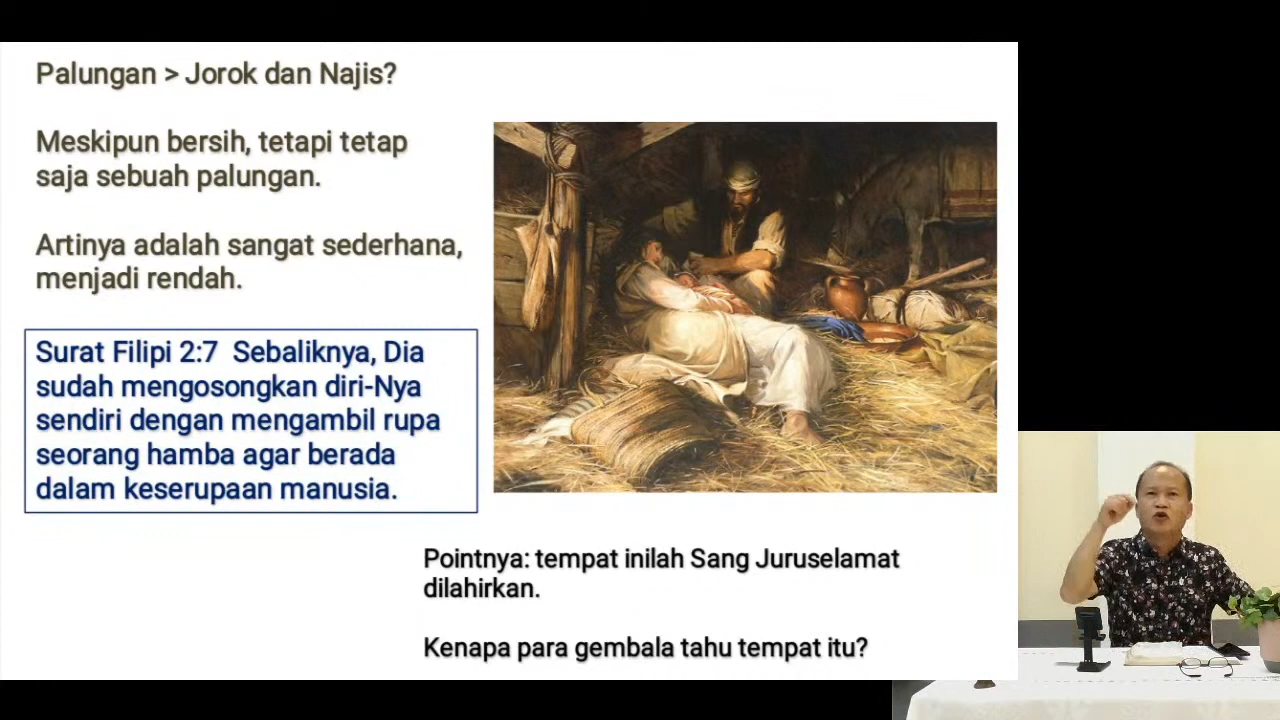 Palungan > Jorok dan Najis?
Meskipun bersih, tetapi tetap
saja sebuah palungan.
Artinya adalah sangat sederhana,
menjadi rendah.
Surat Filipi 2:7  Sebaliknya, Dia
sudah mengosongkan diri-Nya
sendiri dengan mengambil rupa
seorang hamba agar berada
dalam keserupaan manusia.
Pointnya: tempat inilah Sang Juruselamat
dilahirkan.
Kenapa para gembala tahu tempat itu?